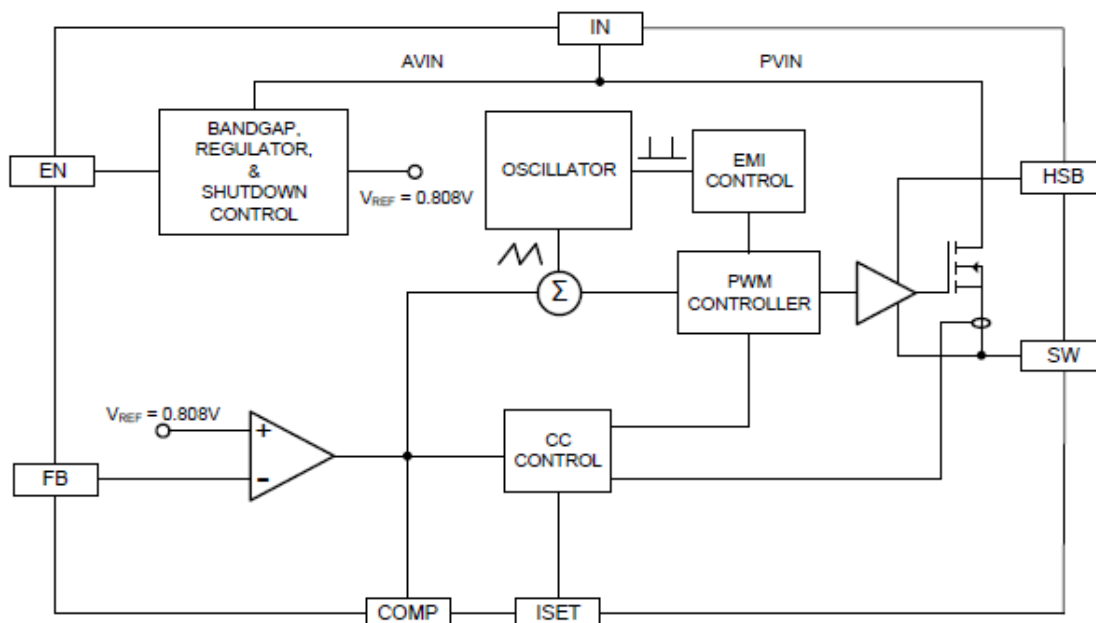 IN
AVIN
PVIN
BANDGAP,
REGULATOR,
&
SHUTDOWN
CONTROL
OSCILLATOR
EMI
CONTROL
EN
HSB
VREF = 0.808V
Σ
PWM
CONTROLLER
SW
VREF = 0.808V
+
-
CC
CONTROL
FB
COMP
ISET